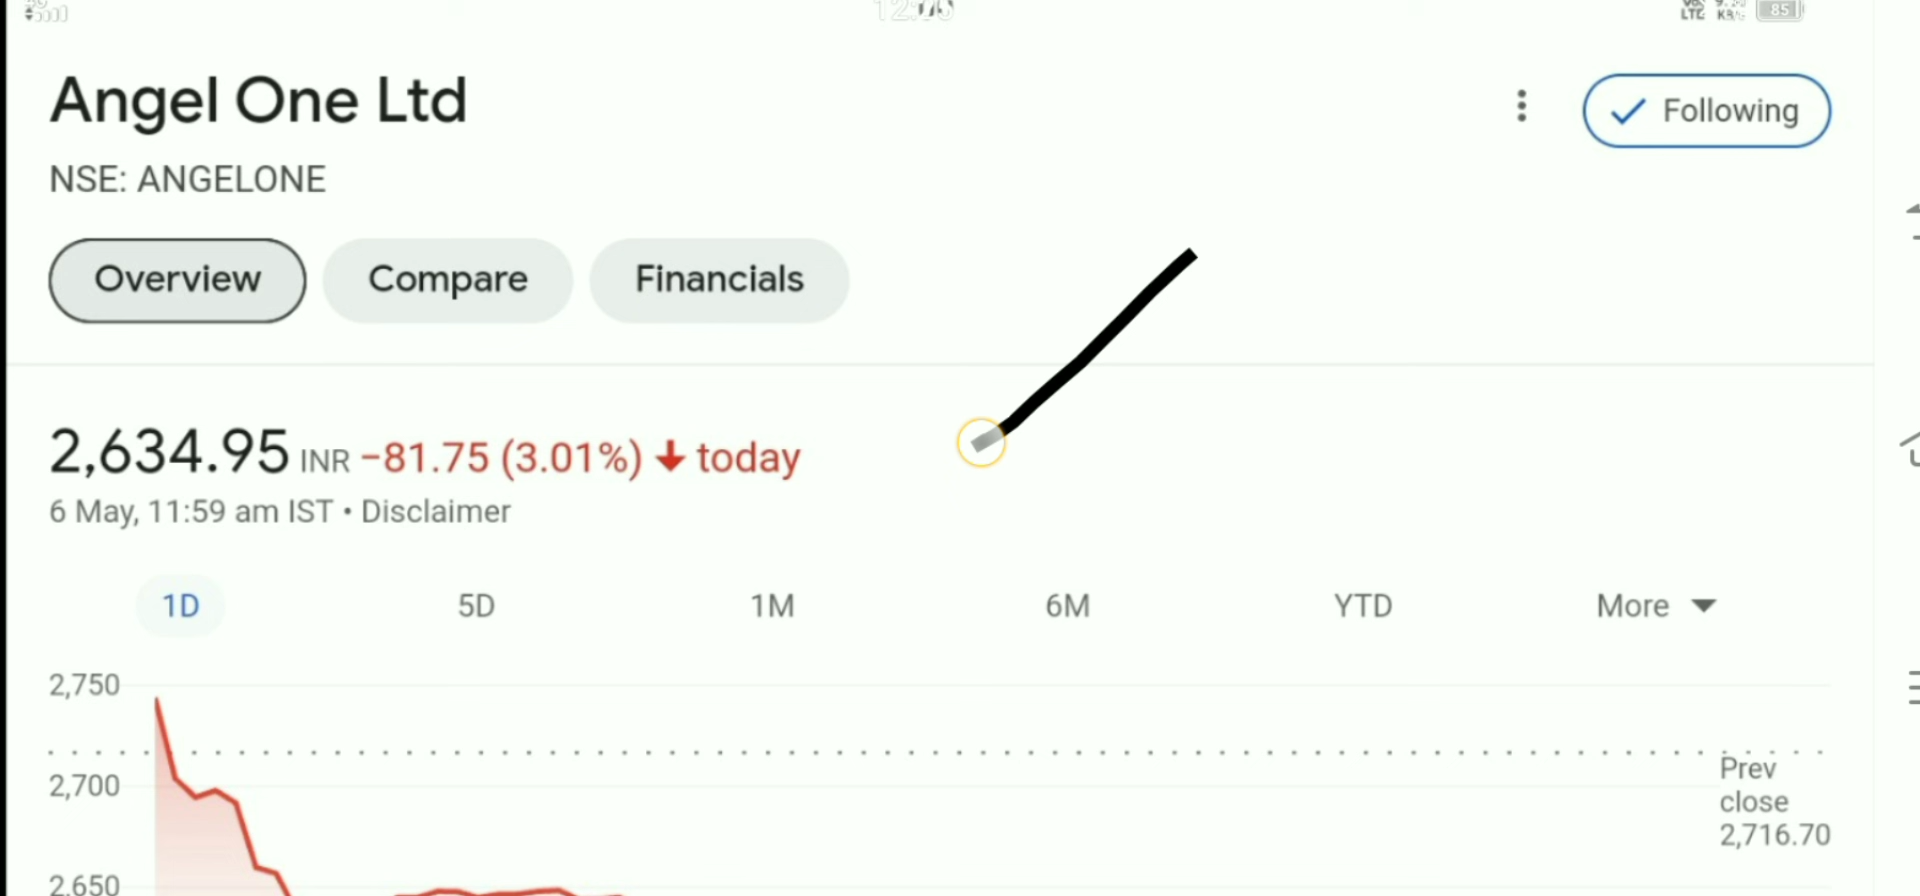 Angel One Ltd
Following
NSE: ANGELONE
Overview Compare Financials
2,634.95 INR −81.75 (3.01%) today
6 May, 11:59 am IST • Disclaimer
1D 5D 1M 6M YTD More
2,750
2,700
Prev
close
2,716.70
2,650
85